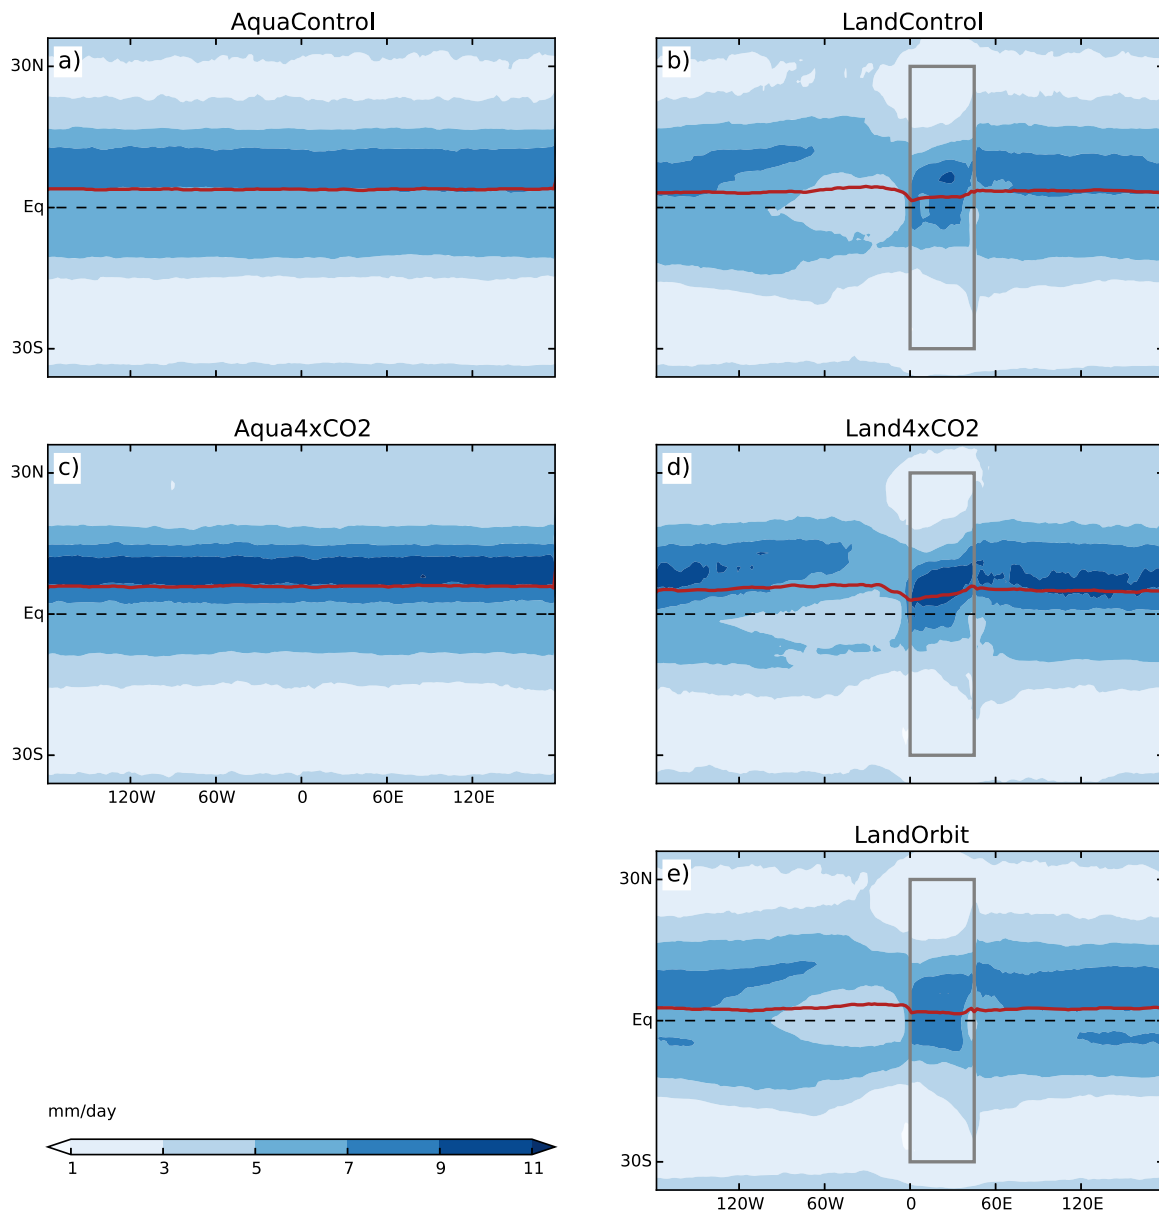 AquaControl
LandControl
a)
b)
30N
Eq
30S
Aqua4xCO2
Land4xCO2
c)
d)
30N
Eq
30S
120W 60W 0 60E 120E
LandOrbit
e)
30N
Eq
30S
120W 60W 0 60E 120E
mm/day
1 3 5 7 9 11